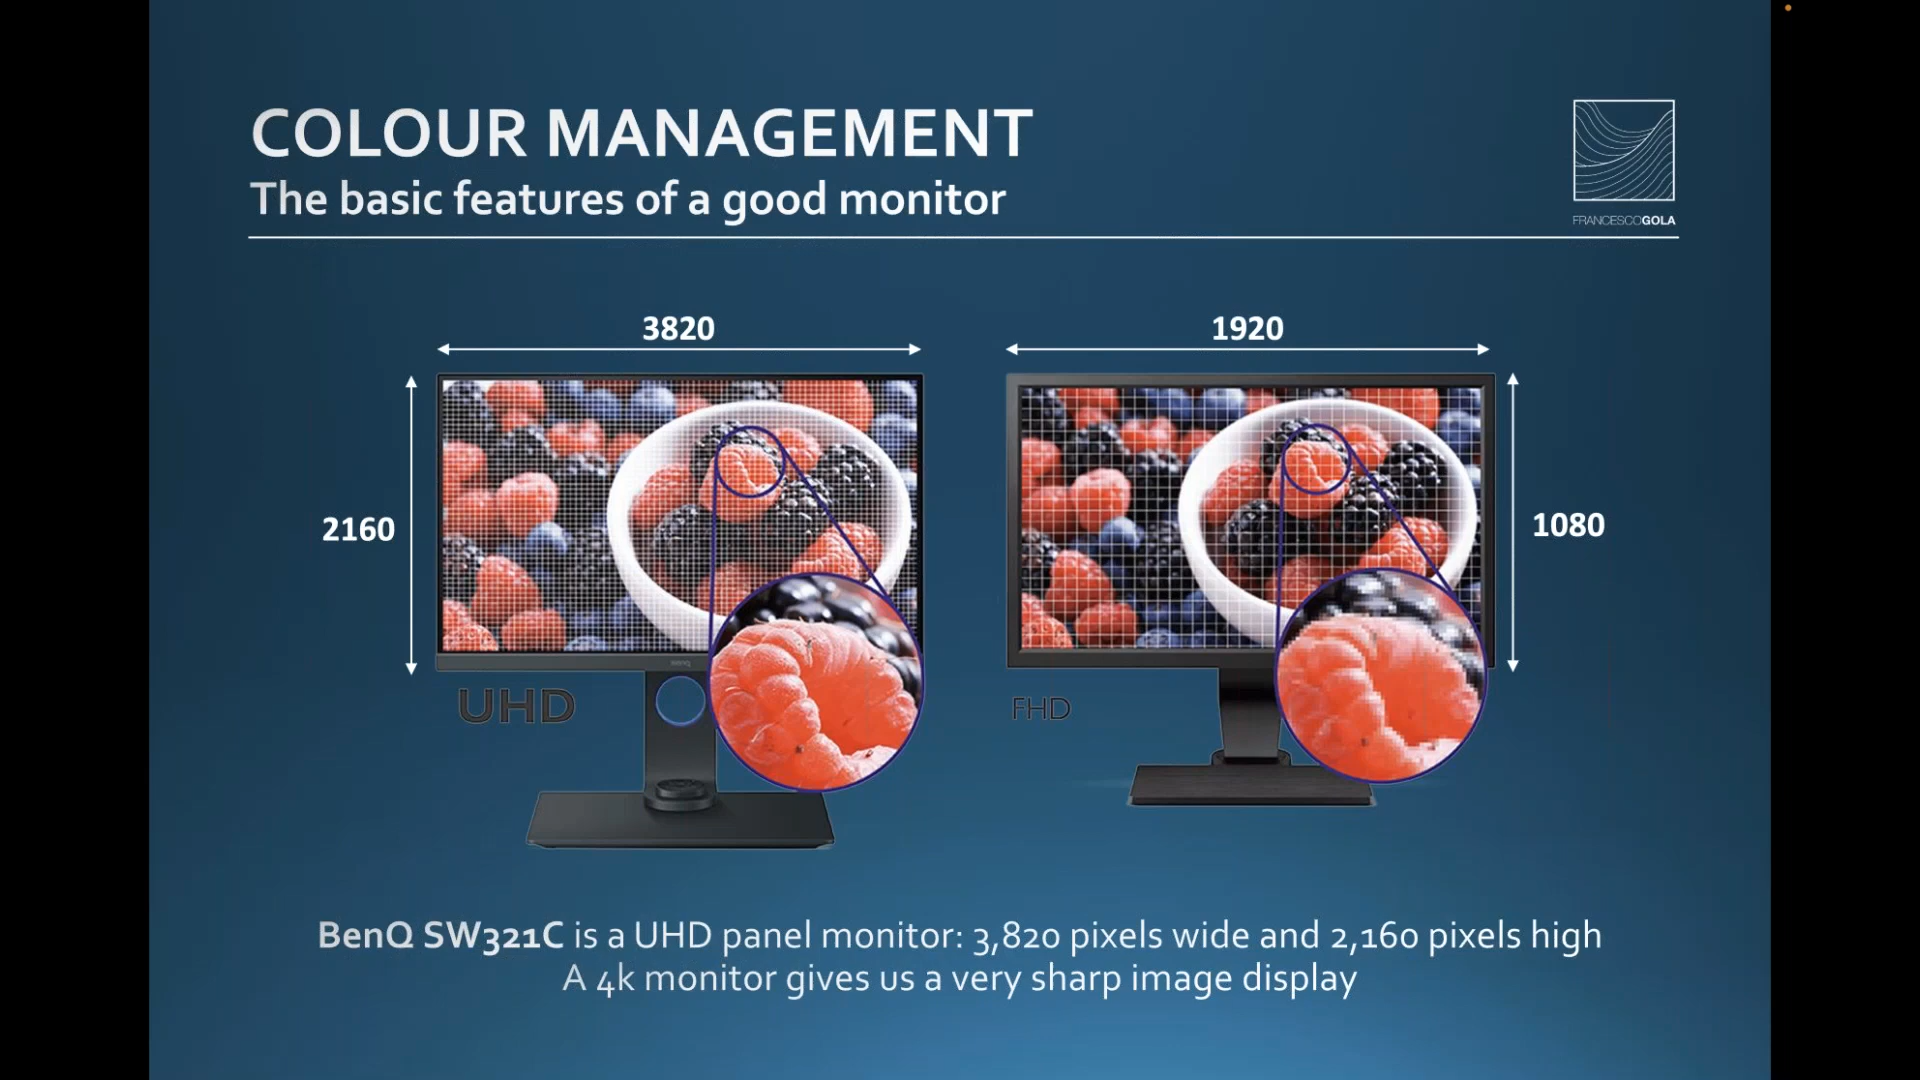 COLOUR MANAGEMENT
The basic features of a good monitor
FRANCESCOGOLA
3820
1920
2160
1080
BenQ
UHD
FHD
BenQ SW321C is a UHD panel monitor: 3,820 pixels wide and 2,160 pixels high
A 4k monitor gives us a very sharp image display